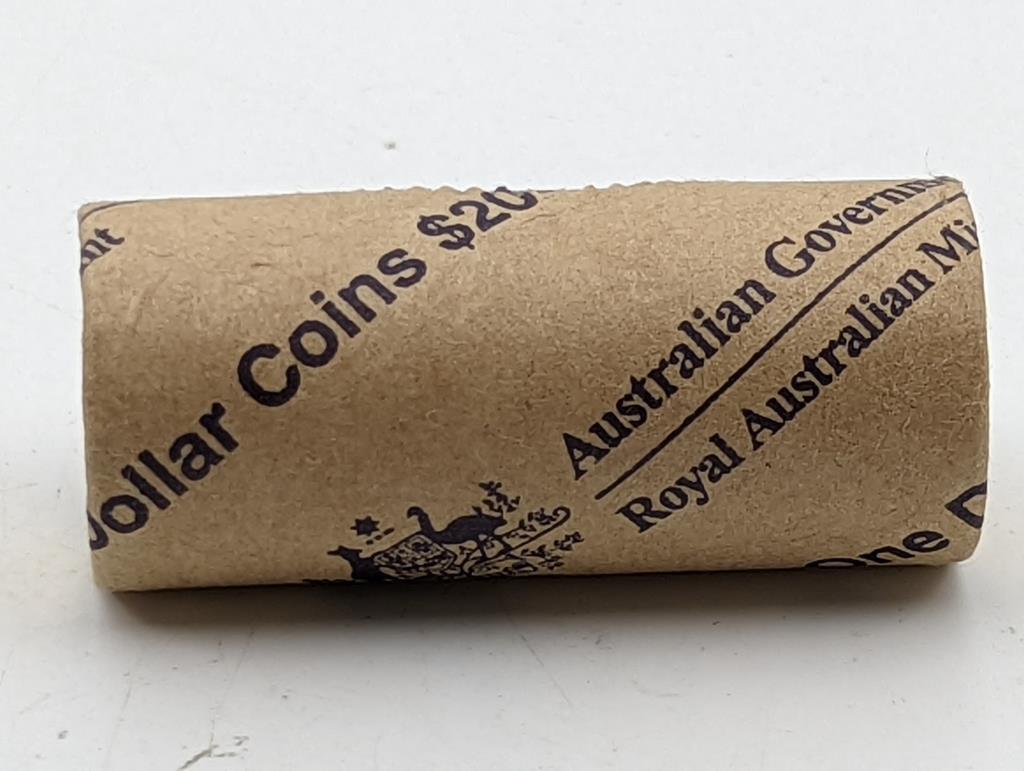 nt
Dollar Coins $20
Australian Governm
Royal Australian Mi
One D